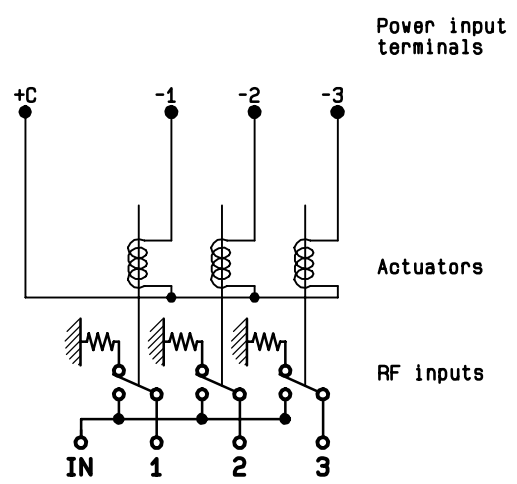 Power input
terminals
+C -1 -2 -3
Actuators
RF inputs
IN 1 2 3